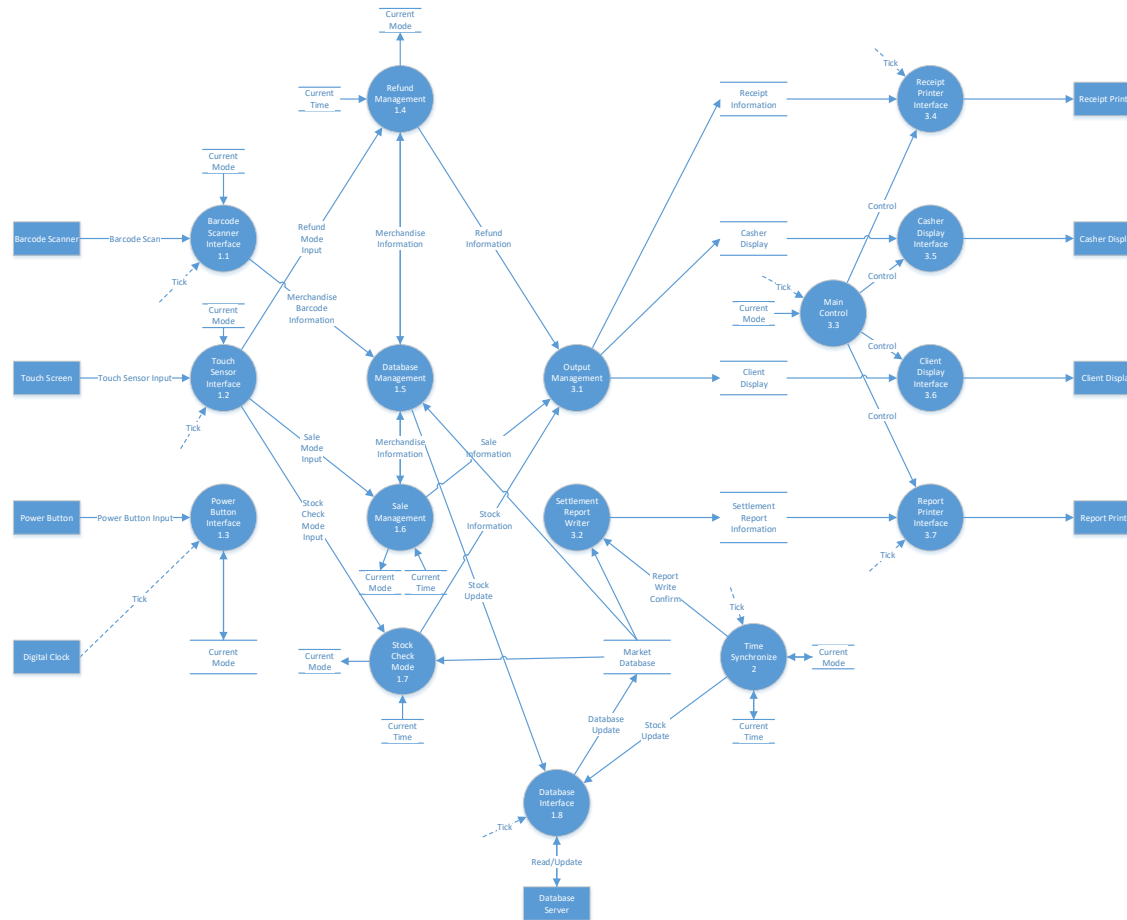 Current
Mode
Refund
Management
1.4
Current
Time
Receipt
Information
Tick
Receipt
Printer
Interface
3.4
Receipt Print
Current
Mode
Barcode Scanner
Barcode Scan
Barcode
Scanner
Interface
1.1
Tick
Refund
Mode
Input
Merchandise
Information
Refund
Information
Casher
Display
Control
Casher
Display
Interface
3.5
Casher Displa
Control
Merchandise
Barcode
Information
Tick
Current
Mode
Main
Control
3.3
Current
Mode
Touch Screen
Touch Sensor Input
Touch
Sensor
Interface
1.2
Tick
Database
Management
1.5
Output
Management
3.1
Client
Display
Control
Client
Display
Interface
3.6
Client Display
Control
Sale
Mode
Input
Merchandise
Information
Sale
Information
Power Button
Power Button Input
Power
Button
Interface
1.3
Stock
Check
Mode
Input
Sale
Management
1.6
Stock
Information
Settlement
Report
Writer
3.2
Settlement
Report
Information
Report
Printer
Interface
3.7
Report Print
Tick
Current
Mode
Current
Time
Stock
Update
Report
Write
Confirm
Tick
Tick
Digital Clock
Current
Mode
Current
Mode
Stock
Check
Mode
1.7
Market
Database
Time
Synchronize
2
Current
Mode
Current
Time
Database
Update
Stock
Update
Current
Time
Database
Interface
1.8
Tick
Read/Update
Database
Server